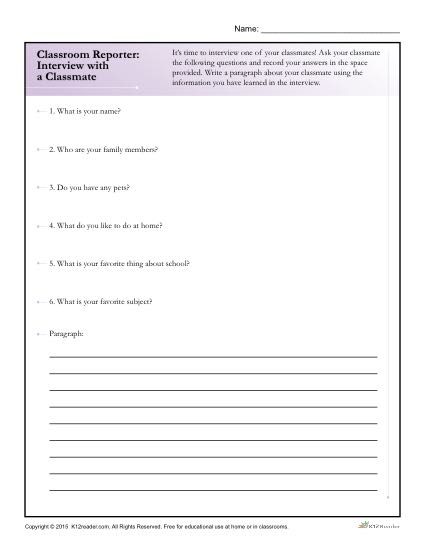 Name: ____________________
Classroom Reporter:
Interview with
a Classmate
It's time to interview one of your classmates! Ask your classmate
the following questions and record your answers in the space
provided. Write a paragraph about your classmate using the
information you have learned in the interview.
1. What is your name?
2. Who are your family members?
3. Do you have any pets?
4. What do you like to do at home?
5. What is your favorite thing about school?
6. What is your favorite subject?
Paragraph:
Copyright © 2015 K12reader.com. All Rights Reserved. Free for educational use at home or in classrooms.
K12Reader